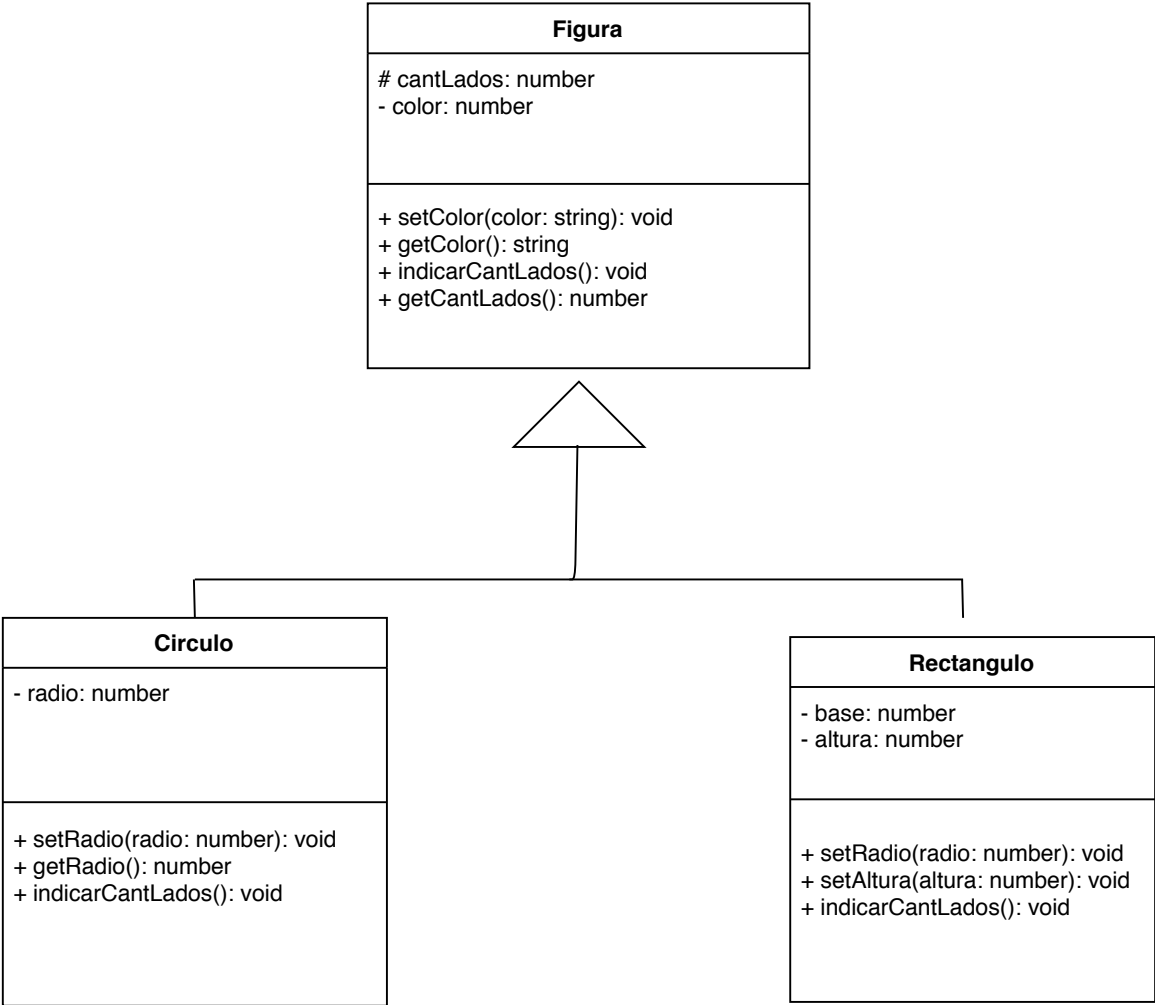 Figura
# cantLados: number
- color: number
+ setColor(color: string): void
+ getColor(): string
+ indicarCantLados(): void
+ getCantLados(): number
Circulo
- radio: number
+ setRadio(radio: number): void
+ getRadio(): number
+ indicarCantLados(): void
Rectangulo
- base: number
- altura: number
+ setRadio(radio: number): void
+ setAltura(altura: number): void
+ indicarCantLados(): void